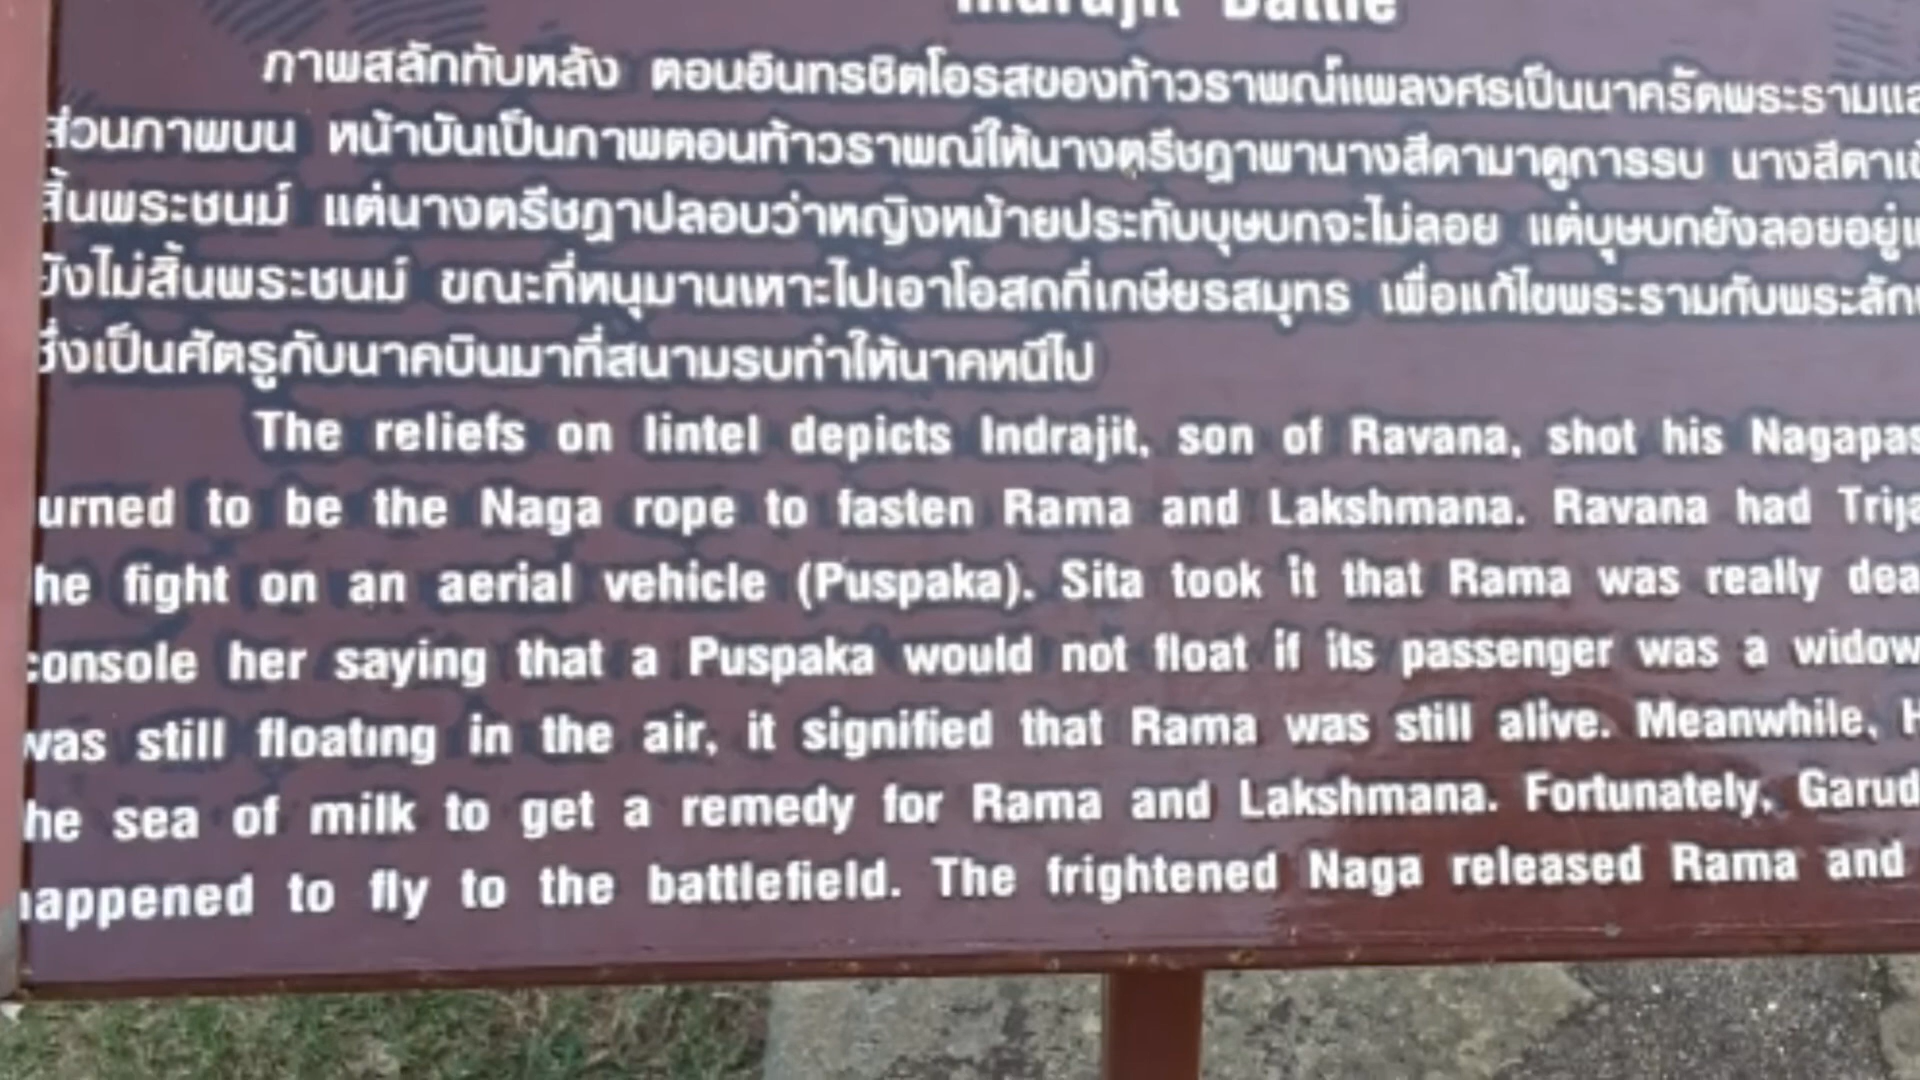 Indrajit Battle
ภาพสลักทับหลัง ตอนอินทรชิตโอรสของท้าวราพณ์แผลงศรเป็นนาครัดพระรามแล
ส่วนภาพบน หน้าบันเป็นภาพตอนท้าวราพณ์ให้นางตรีชฎาพานางสีดามาดูการรบ นางสีดาเข้
สิ้นพระชนม์ แต่นางตรีชฎาปลอบว่าหญิงหม้ายประทับบุษบกจะไม่ลอย แต่บุษบกยังลอยอยู่แ
ยังไม่สิ้นพระชนม์ ขณะที่หนุมานเหาะไปเอาโอสถที่เกษียรสมุทร เพื่อแก้ไขพระรามกับพระลัก
ซึ่งเป็นศัตรูกับนาคบินมาที่สนามรบทำให้นาคหนีไป
The reliefs on lintel depicts Indrajit, son of Ravana, shot his Nagapas
urned to be the Naga rope to fasten Rama and Lakshmana. Ravana had Trija
he fight on an aerial vehicle (Puspaka). Sita took it that Rama was really dea
console her saying that a Puspaka would not float if its passenger was a widow
was still floating in the air, it signified that Rama was still alive. Meanwhile, H
he sea of milk to get a remedy for Rama and Lakshmana. Fortunately, Garud
happened to fly to the battlefield. The frightened Naga released Rama and